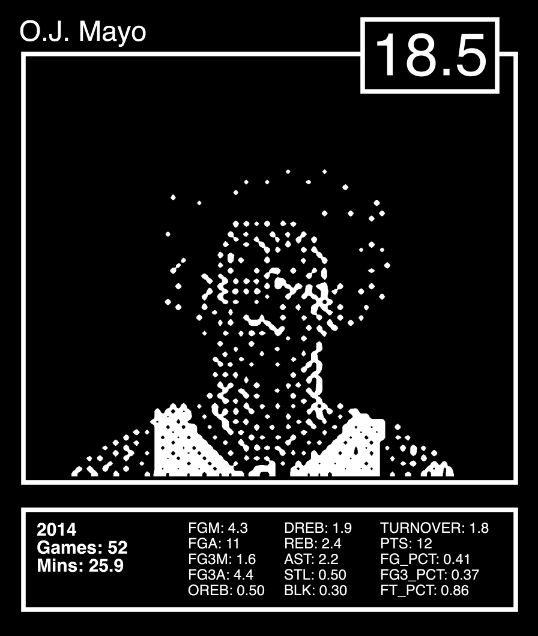 O.J. Mayo
18.5
2014
Games: 52
Mins: 25.9
FGM: 4.3
FGA: 11
FG3M: 1.6
FG3A: 4.4
OREB: 0.50
DREB: 1.9
REB: 2.4
AST: 2.2
STL: 0.50
BLK: 0.30
TURNOVER: 1.8
PTS: 12
FG_PCT: 0.41
FG3_PCT: 0.37
FT_PCT: 0.86